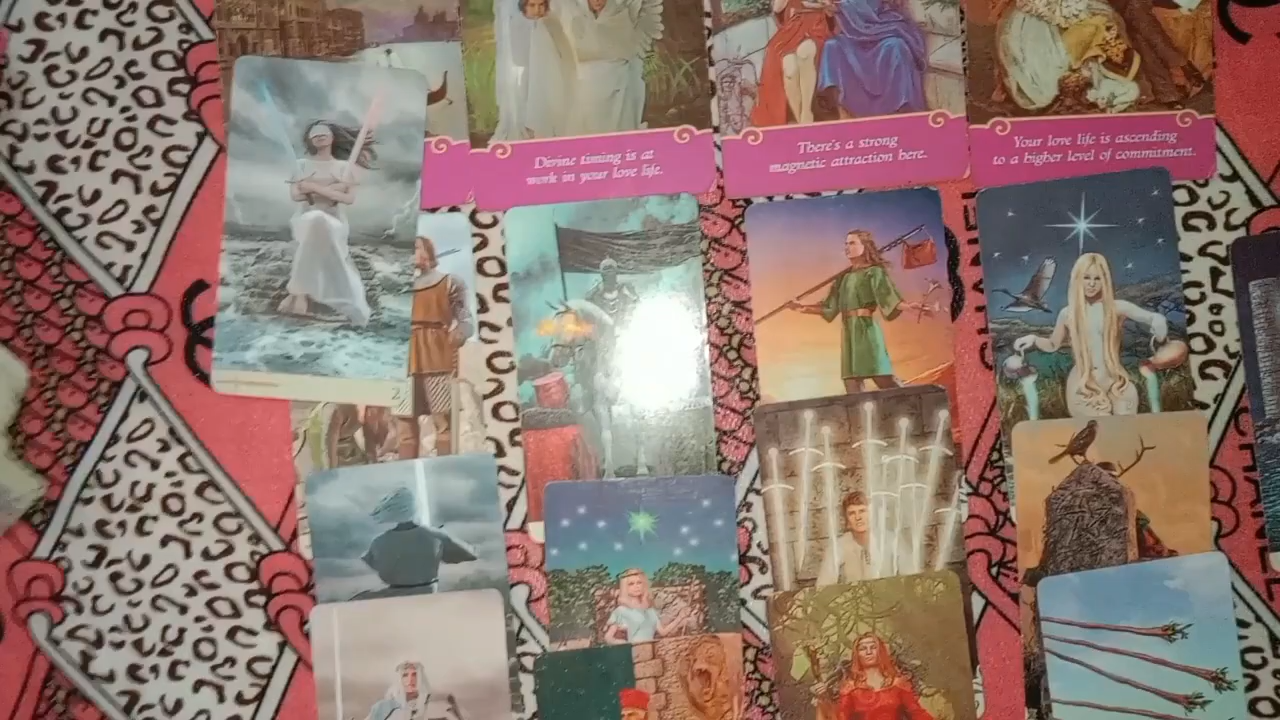 Divine timing is at
work in your love life.
There's a strong
magnetic attraction here.
Your love life is ascending
to a higher level of commitment.
2